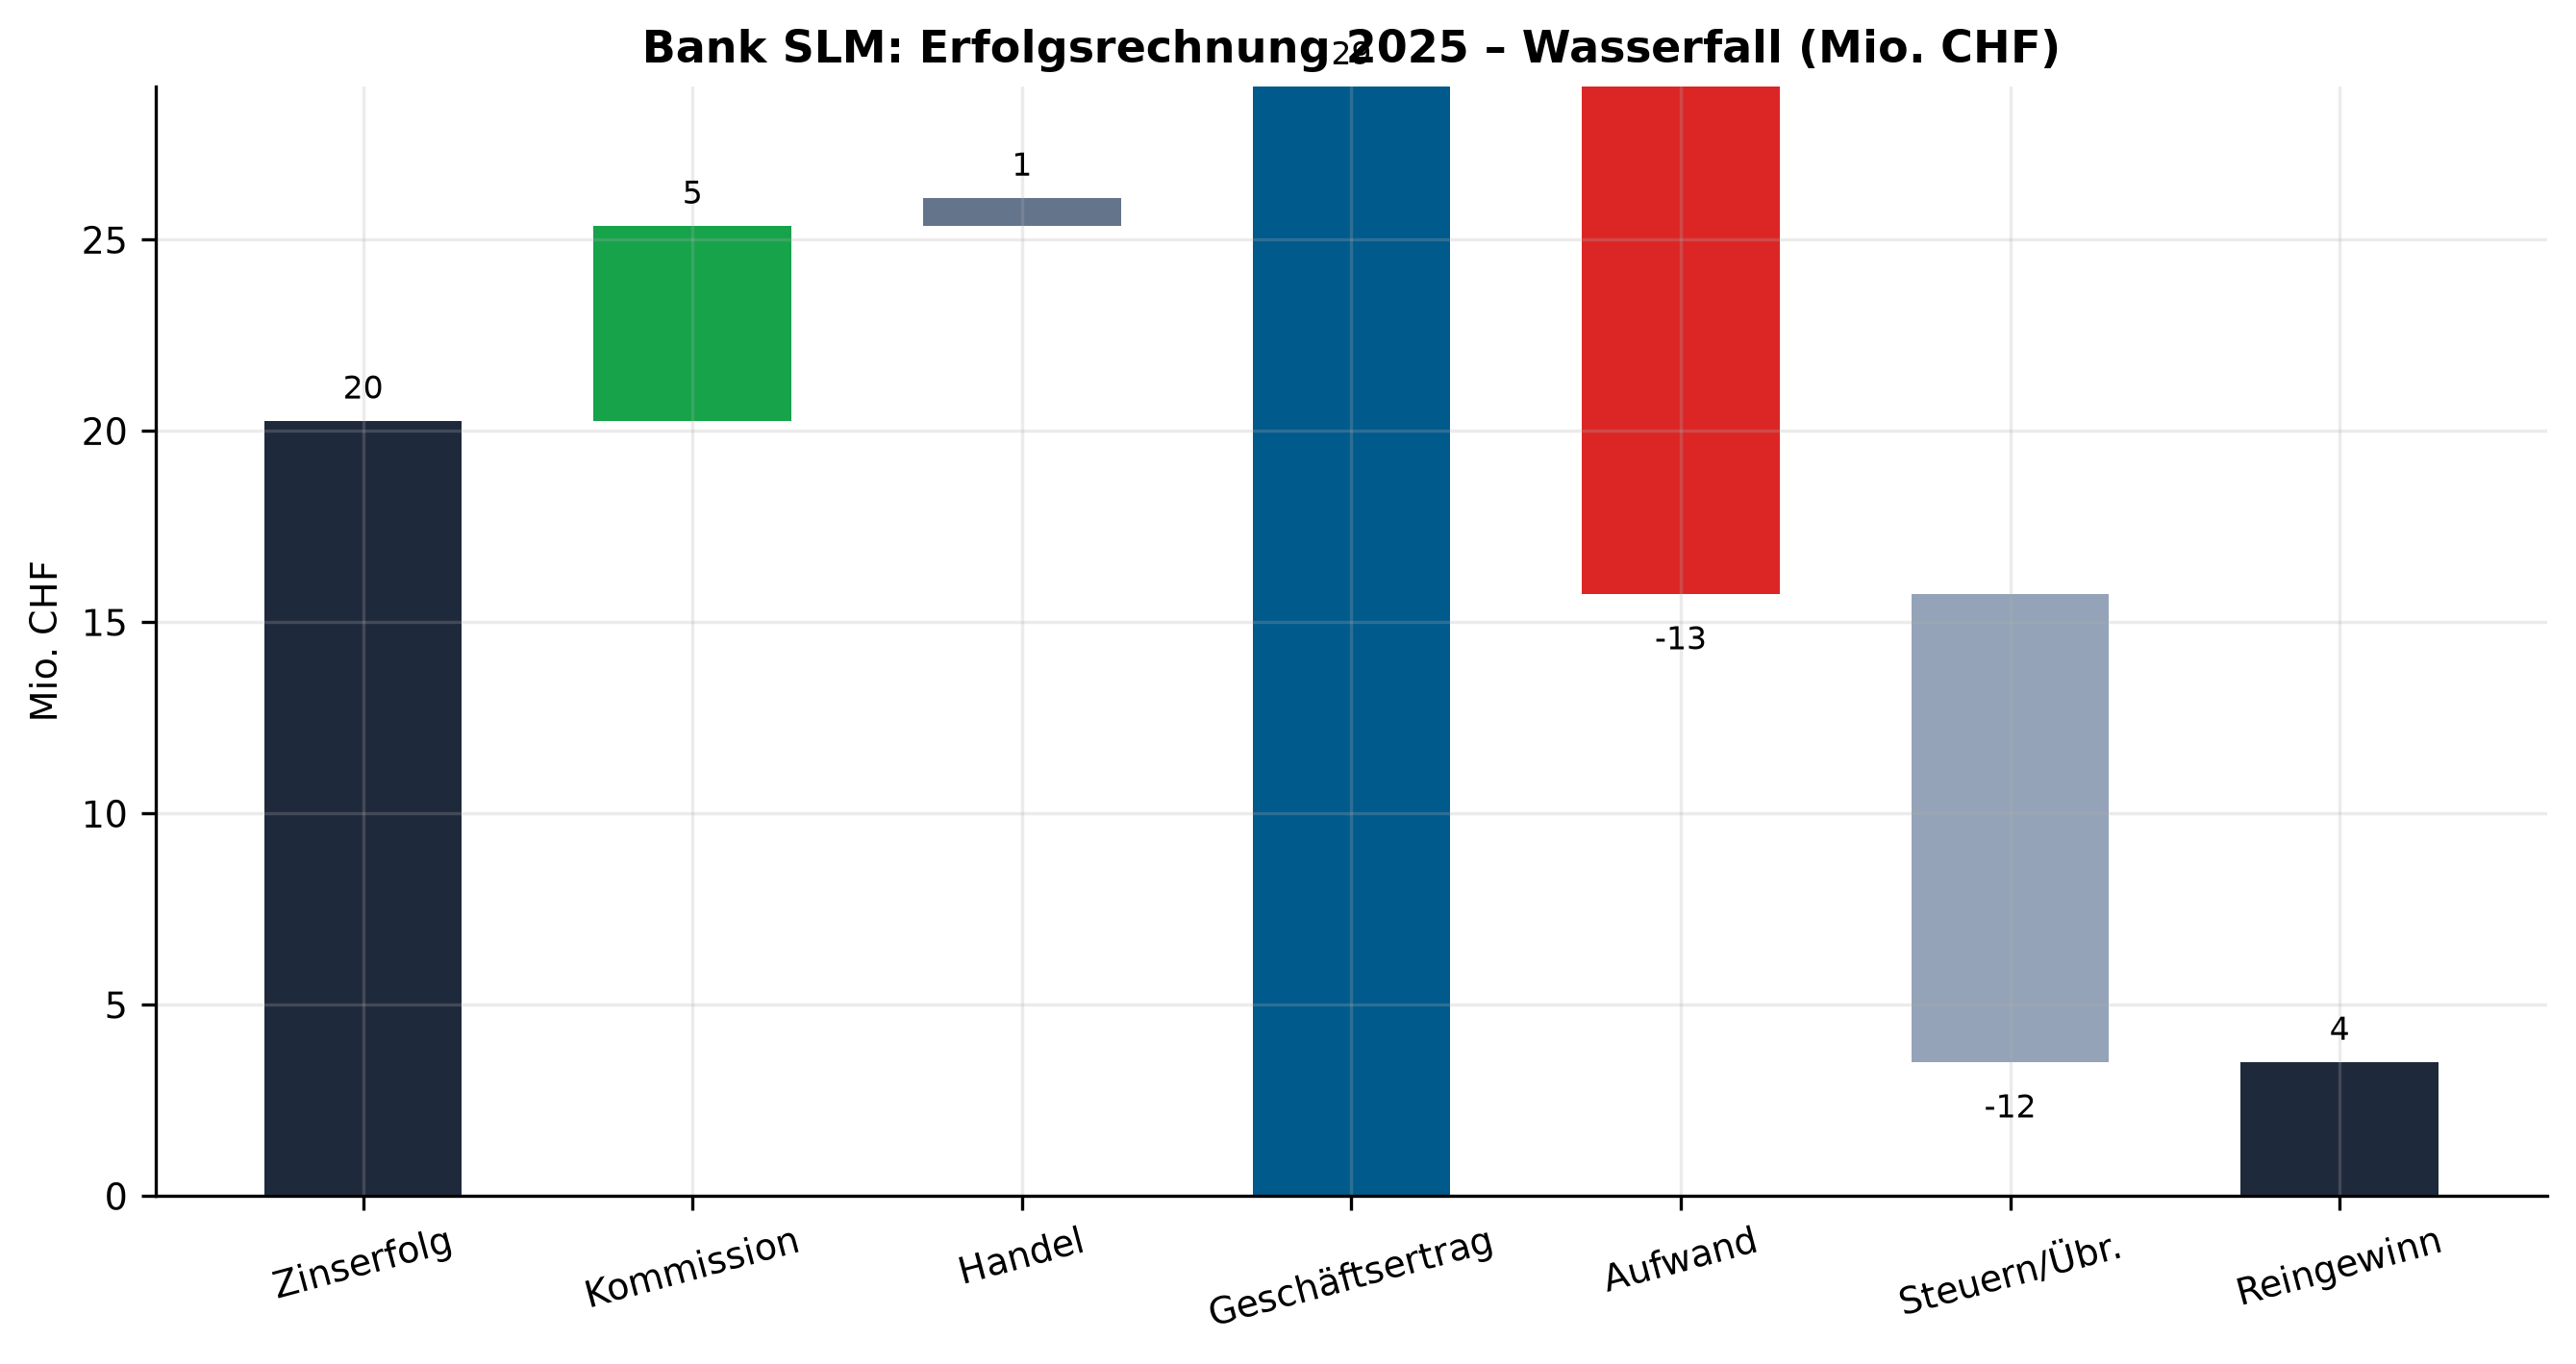 Bank SLM: Erfolgsrechnung 2025 – Wasserfall (Mio. CHF)
1
5
25
20
20
-13
15
Mio. CHF
10
5
4
-12
0
Zinserfolg
Kommission
Handel
Geschäftsertrag
Aufwand
Steuern/Übr.
Reingewinn